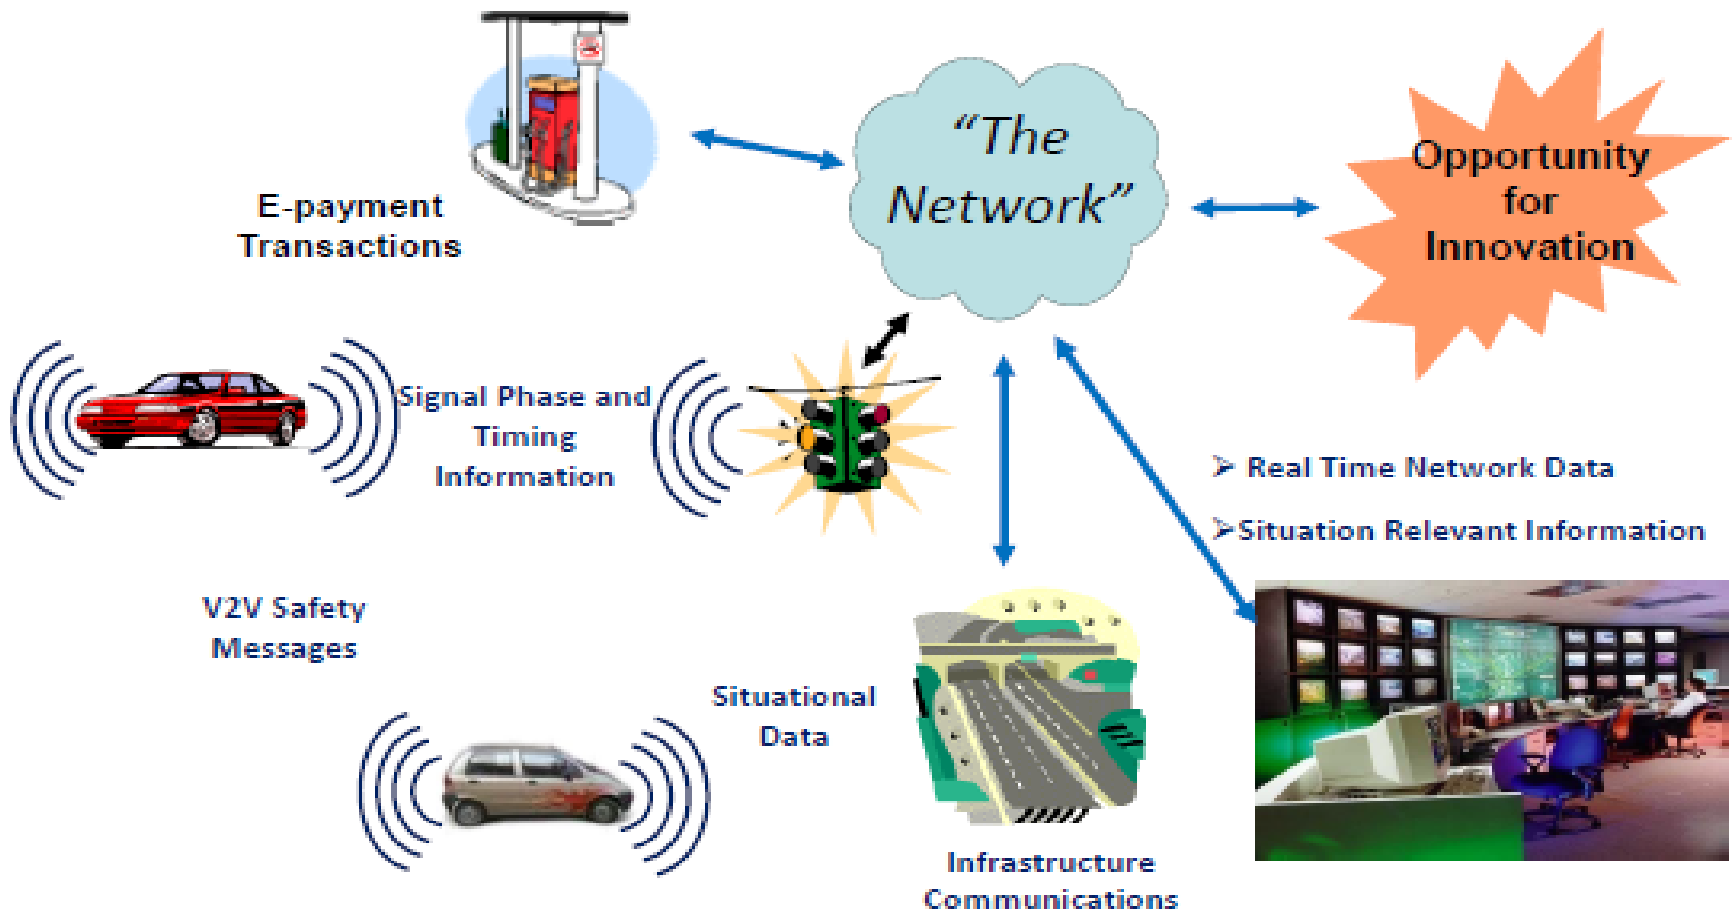 “The
Network”
Opportunity
for
Innovation
E-payment
Transactions
Signal Phase and
Timing
Information
➢ Real Time Network Data
➢Situation Relevant Information
V2V Safety
Messages
Situational
Data
Infrastructure
Communications